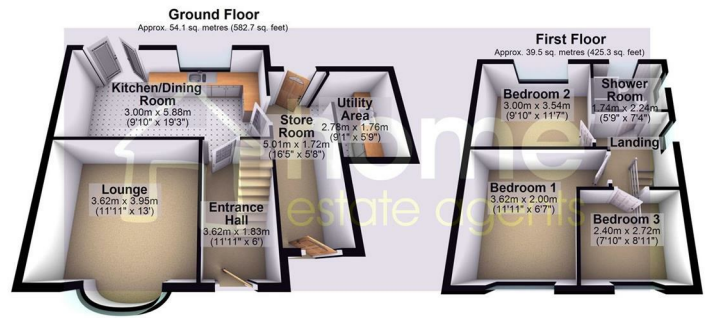 Ground Floor
Approx. 54.1 sq. metres (582.7 sq. feet)
Kitchen/Dining
Room
3.00m x 5.88m
(9'10" x 19'3")
Store
Room
5.01m x 1.72m
(16'5" x 5'8")
Utility
Area
2.78m x 1.76m
(9'1" x 5'9")
Lounge
3.62m x 3.95m
(11'11" x 13')
Entrance
Hall
3.62m x 1.83m
(11'11" x 6')
First Floor
Approx. 39.5 sq. metres (425.3 sq. feet)
Bedroom 2
3.00m x 3.54m
(9'10" x 11'7")
Shower
Room
1.74m x 2.24m
(5'9" x 7'4")
Landing
Bedroom 1
3.62m x 2.00m
(11'11" x 6'7")
Bedroom 3
2.40m x 2.72m
(7'10" x 8'11")
home
estate agents